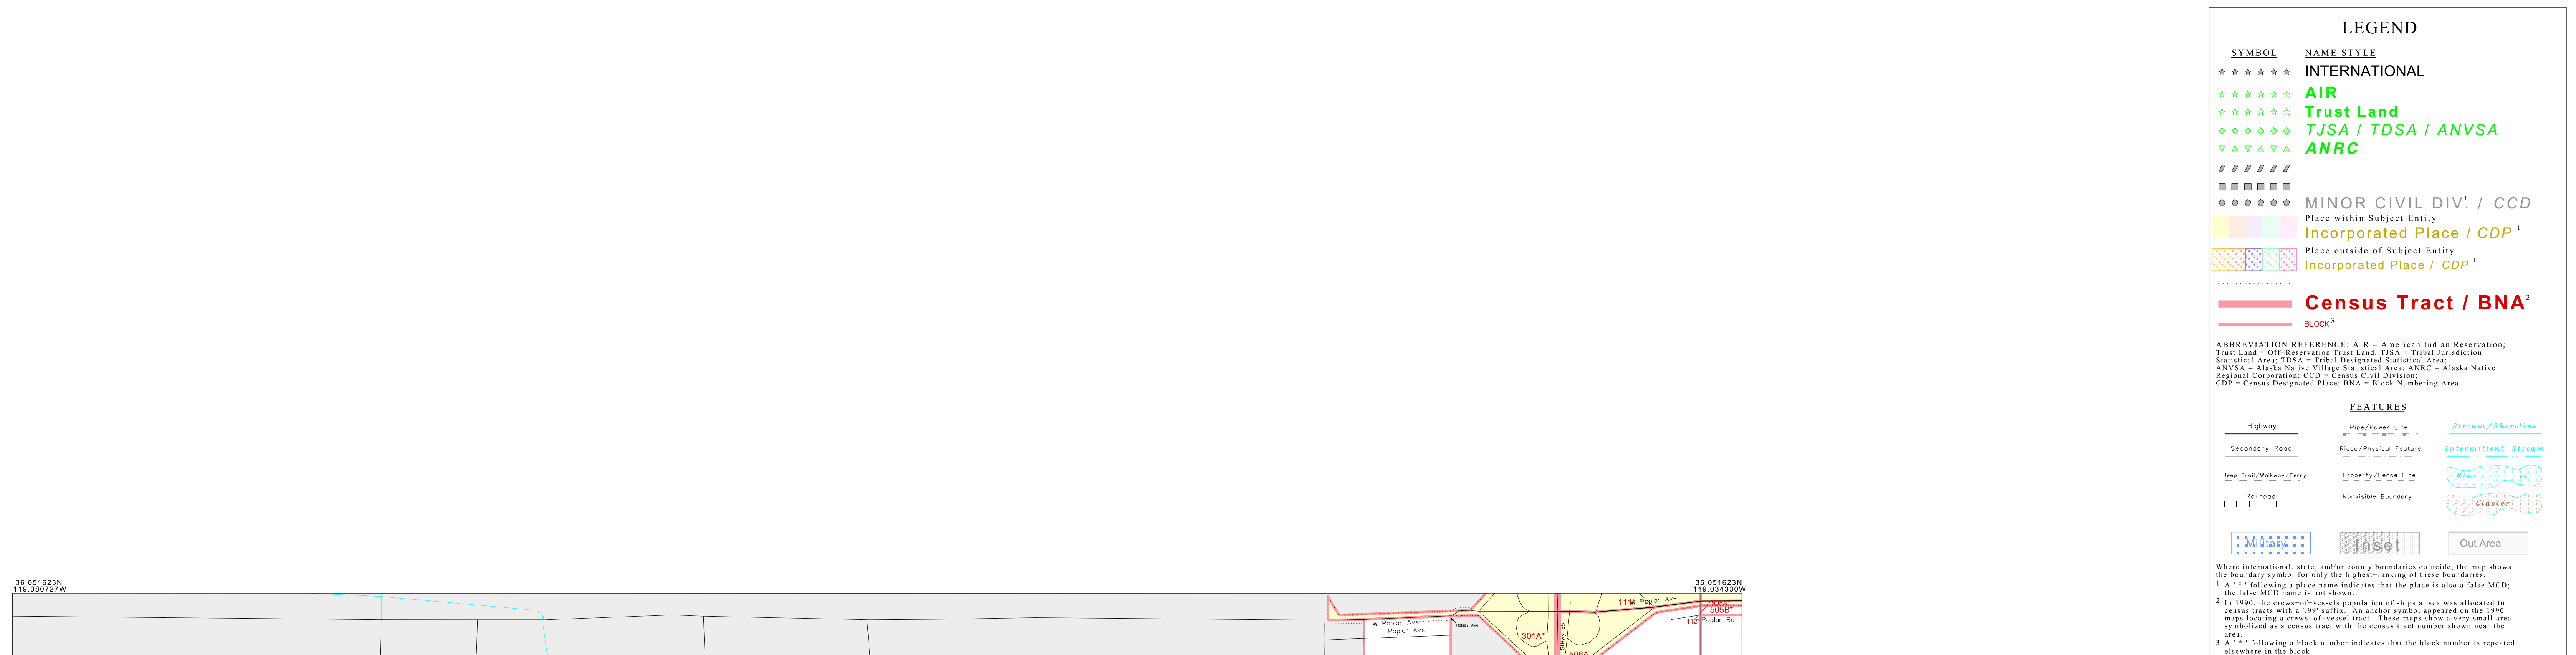 LEGEND
SYMBOL NAME STYLE
INTERNATIONAL
AIR
Trust Land
TJSA / TDSA / ANVSA
ANRC
MINOR CIVIL DIV.¹ / CCD
Place within Subject Entity
Incorporated Place / CDP ¹
Place outside of Subject Entity
Incorporated Place / CDP ¹
Census Tract / BNA²
BLOCK³
ABBREVIATION REFERENCE: AIR = American Indian Reservation;
Trust Land = Off−Reservation Trust Land; TJSA = Tribal Jurisdiction
Statistical Area; TDSA = Tribal Designated Statistical Area;
ANVSA = Alaska Native Village Statistical Area; ANRC = Alaska Native
Regional Corporation; CCD = Census Civil Division;
CDP = Census Designated Place; BNA = Block Numbering Area
FEATURES
Highway Pipe/Power Line Stream/Shoreline
Secondary Road Ridge/Physical Feature Intermittent Stream
Jeep Trail/Walkway/Ferry Property/Fence Line
Railroad Nonvisible Boundary Glacier
Military Inset Out Area
Where international, state, and/or county boundaries coincide, the map shows
the boundary symbol for only the highest−ranking of these boundaries.
1 A ' ° ' following a place name indicates that the place is also a false MCD;
the false MCD name is not shown.
2 In 1990, the crews−of−vessels population of ships at sea was allocated to
census tracts with a '.99' suffix. An anchor symbol appeared on the 1990
maps locating a crews−of−vessel tract. These maps show a very small area
symbolized as a census tract with the census tract number shown near the
area.
3 A ' * ' following a block number indicates that the block number is repeated
elsewhere in the block.
36.051623N
119.080727W
36.051623N
119.034330W
W Poplar Ave
505B*
W Poplar Ave
Poplar Ave
Halsey Ave
301A*
StHwy 65
112*
Poplar Rd
506A